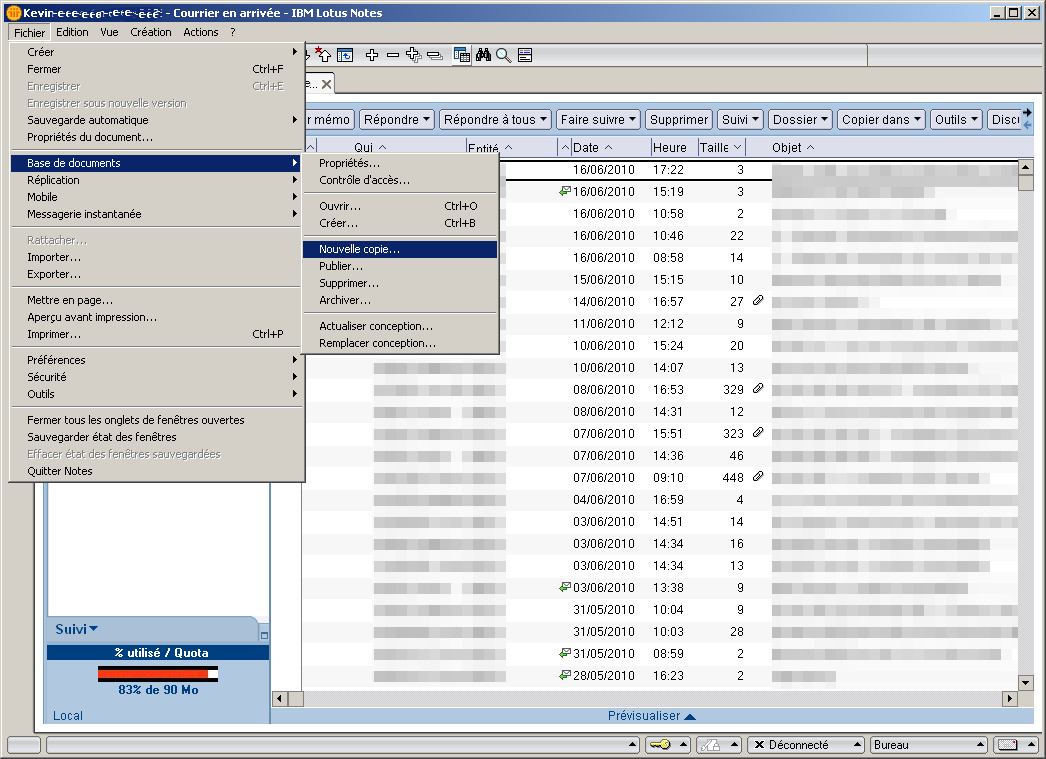 Kevin - Courrier en arrivée - IBM Lotus Notes
Fichier Edition Vue Création Actions ?
Créer
Fermer Ctrl+F
Enregistrer Ctrl+E
Enregistrer sous nouvelle version
Sauvegarde automatique
Propriétés du document...
Base de documents
Réplication
Mobile
Messagerie instantanée
Rattacher...
Importer...
Exporter...
Mettre en page...
Aperçu avant impression...
Imprimer... Ctrl+P
Préférences
Sécurité
Outils
Fermer tous les onglets de fenêtres ouvertes
Sauvegarder état des fenêtres
Effacer état des fenêtres sauvegardées
Quitter Notes
Propriétés...
Contrôle d'accès...
Ouvrir... Ctrl+O
Créer... Ctrl+B
Nouvelle copie...
Publier...
Supprimer...
Archiver...
Actualiser conception...
Remplacer conception...
e...
r mémo Répondre Répondre à tous Faire suivre Supprimer Suivi Dossier Copier dans Outils Discu
Qui Entité Date Heure Taille Objet
16/06/2010 17:22 3
16/06/2010 15:19 3
16/06/2010 10:58 2
16/06/2010 10:46 22
16/06/2010 08:58 14
15/06/2010 15:15 10
14/06/2010 16:57 27
11/06/2010 12:12 9
10/06/2010 15:24 20
10/06/2010 14:07 13
08/06/2010 16:53 329
08/06/2010 14:31 12
07/06/2010 15:51 323
07/06/2010 14:36 46
07/06/2010 09:10 448
04/06/2010 16:59 4
03/06/2010 14:51 14
03/06/2010 14:34 16
03/06/2010 14:34 13
03/06/2010 13:38 9
31/05/2010 10:04 9
31/05/2010 10:03 28
31/05/2010 08:59 2
28/05/2010 16:23 2
Suivi
% utilisé / Quota
83% de 90 Mo
Local
Prévisualiser
Déconnecté Bureau